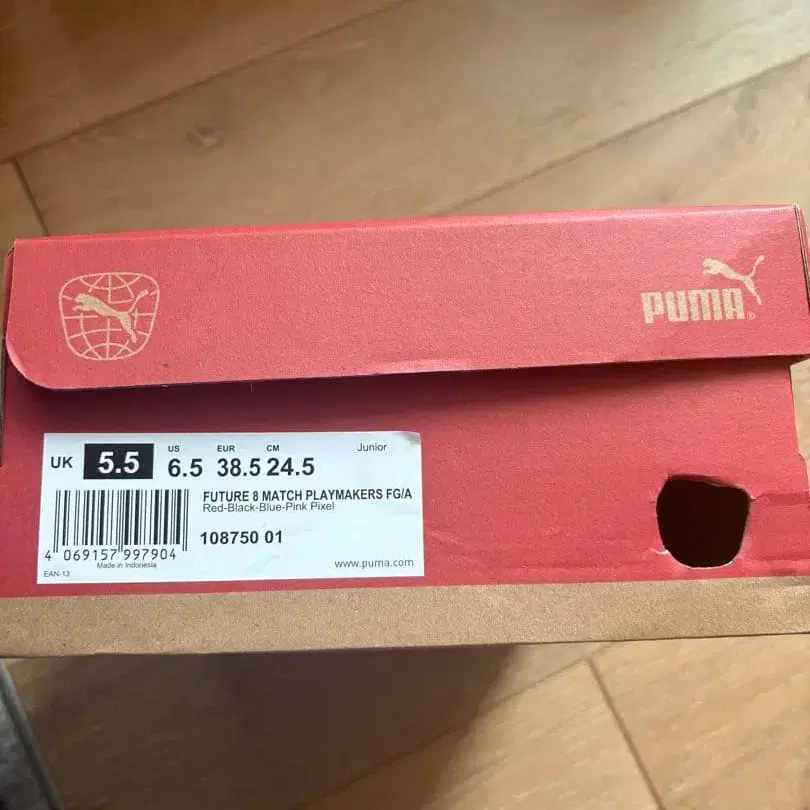 PUMA®
US EUR CM Junior
UK 5.5 6.5 38.5 24.5
FUTURE 8 MATCH PLAYMAKERS FG/A
Red-Black-Blue-Pink Pixel
108750 01
4 069157 997904
Made in Indonesia
EAN-13
www.puma.com